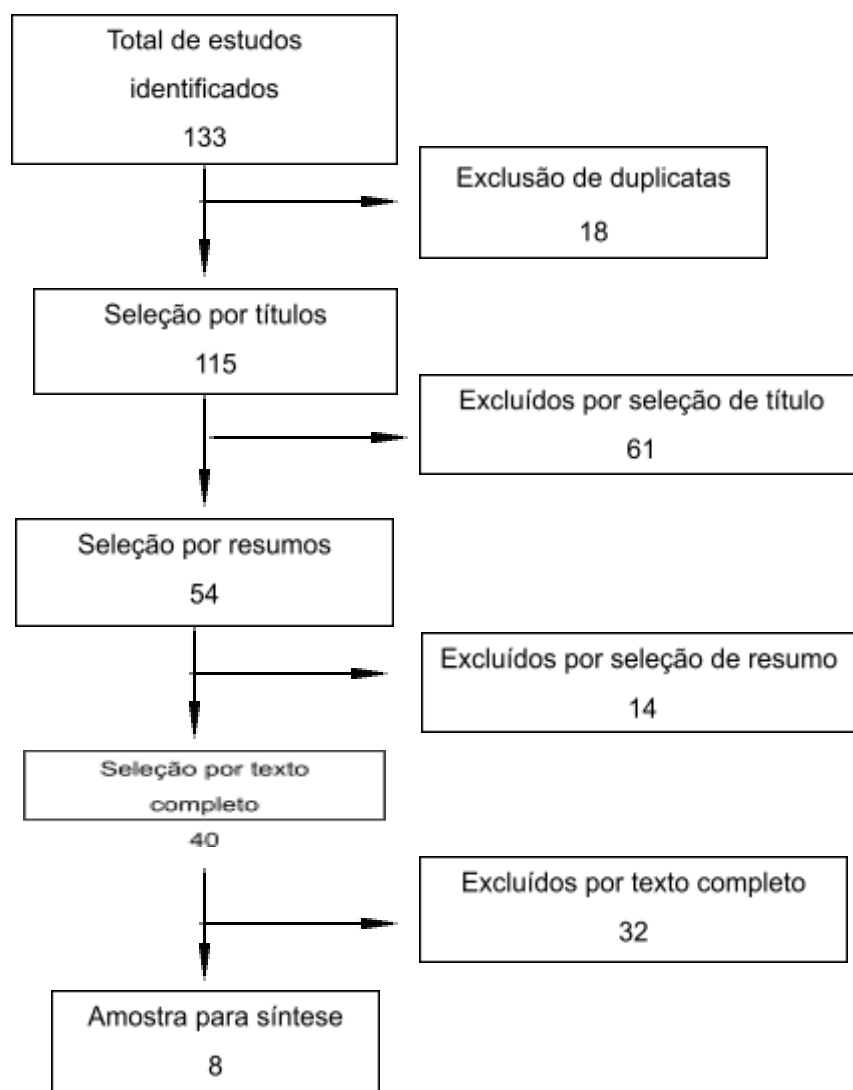 Total de estudos
identificados
133
Exclusão de duplicatas
18
Seleção por títulos
115
Excluídos por seleção de título
61
Seleção por resumos
54
Excluídos por seleção de resumo
14
Seleção por texto
completo
40
Excluídos por texto completo
32
Amostra para síntese
8